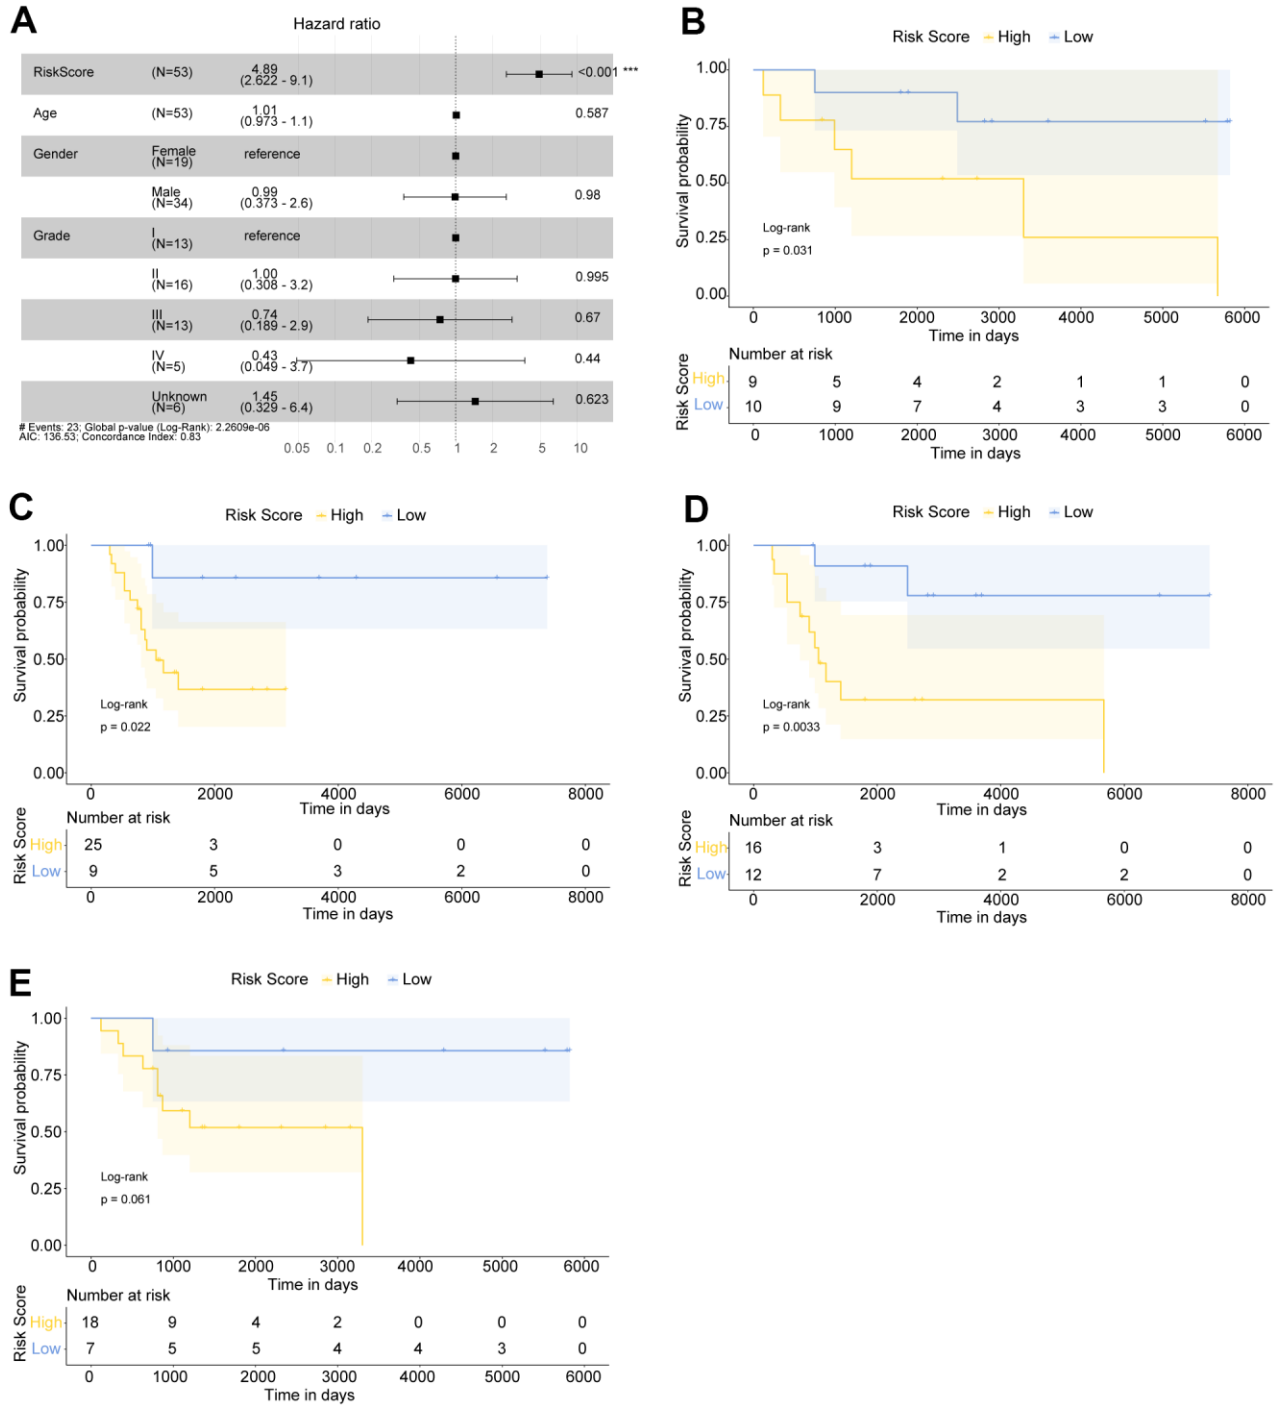 A
Hazard ratio
RiskScore (N=53) 4.89 (2.622 - 9.1) <0.001 ***
Age (N=53) 1.01 (0.973 - 1.1) 0.587
Gender Female (N=19) reference
Male (N=34) 0.99 (0.373 - 2.6) 0.98
Grade I (N=13) reference
II (N=16) 1.00 (0.308 - 3.2) 0.995
III (N=13) 0.74 (0.189 - 2.9) 0.67
IV (N=5) 0.43 (0.049 - 3.7) 0.44
Unknown (N=6) 1.45 (0.329 - 6.4) 0.623
# Events: 23; Global p-value (Log-Rank): 2.2609e-06
AIC: 136.53; Concordance Index: 0.83
0.05 0.1 0.2 0.5 1 2 5 10
B
Risk Score High Low
Survival probability
1.00
0.75
0.50
0.25
0.00
Log-rank
p = 0.031
0 1000 2000 3000 4000 5000 6000
Time in days
Number at risk
Risk Score
High 9 5 4 2 1 1 0
Low 10 9 7 4 3 3 0
0 1000 2000 3000 4000 5000 6000
Time in days
C
Risk Score High Low
Survival probability
1.00
0.75
0.50
0.25
0.00
Log-rank
p = 0.022
0 2000 4000 6000 8000
Time in days
Number at risk
Risk Score
High 25 3 0 0 0
Low 9 5 3 2 0
0 2000 4000 6000 8000
Time in days
D
Risk Score High Low
Survival probability
1.00
0.75
0.50
0.25
0.00
Log-rank
p = 0.0033
0 2000 4000 6000 8000
Time in days
Number at risk
Risk Score
High 16 3 1 0 0
Low 12 7 2 2 0
0 2000 4000 6000 8000
Time in days
E
Risk Score High Low
Survival probability
1.00
0.75
0.50
0.25
0.00
Log-rank
p = 0.061
0 1000 2000 3000 4000 5000 6000
Time in days
Number at risk
Risk Score
High 18 9 4 2 0 0 0
Low 7 5 5 4 4 3 0
0 1000 2000 3000 4000 5000 6000
Time in days